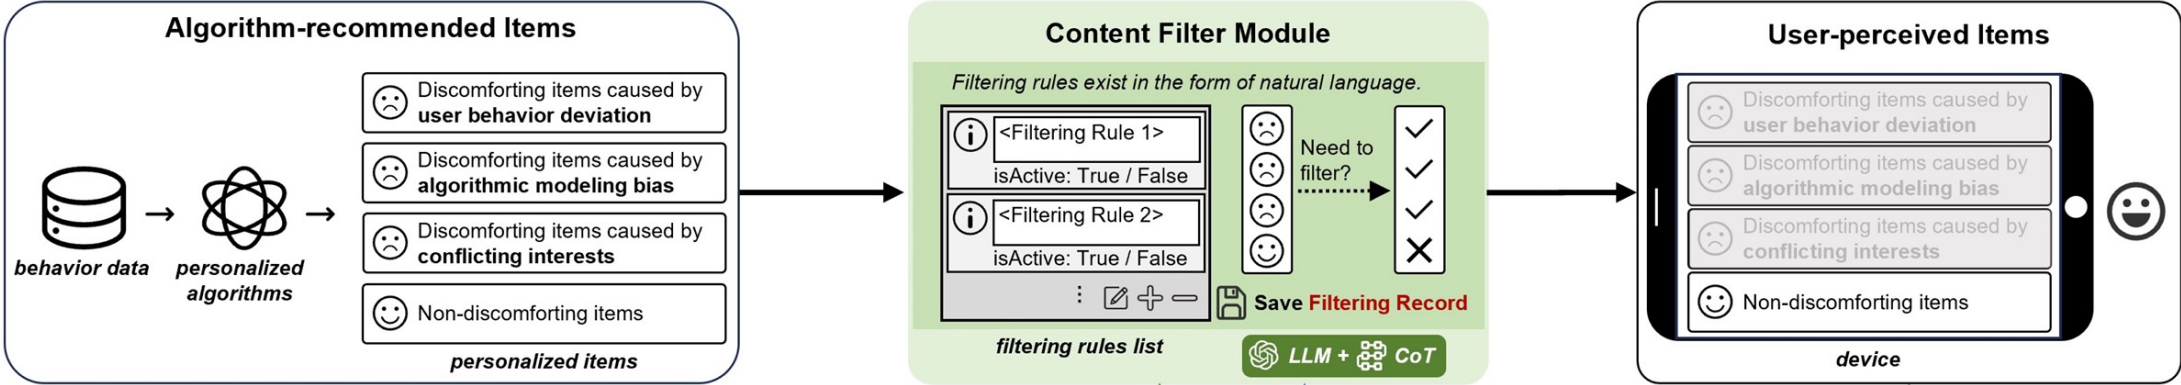 Algorithm-recommended Items
Discomforting items caused by
user behavior deviation
Discomforting items caused by
algorithmic modeling bias
Discomforting items caused by
conflicting interests
Non-discomforting items
behavior data
personalized
algorithms
personalized items
Content Filter Module
Filtering rules exist in the form of natural language.
<Filtering Rule 1>
isActive: True / False
<Filtering Rule 2>
isActive: True / False
Need to
filter?
Save Filtering Record
filtering rules list
LLM + CoT
User-perceived Items
Discomforting items caused by
user behavior deviation
Discomforting items caused by
algorithmic modeling bias
Discomforting items caused by
conflicting interests
Non-discomforting items
device